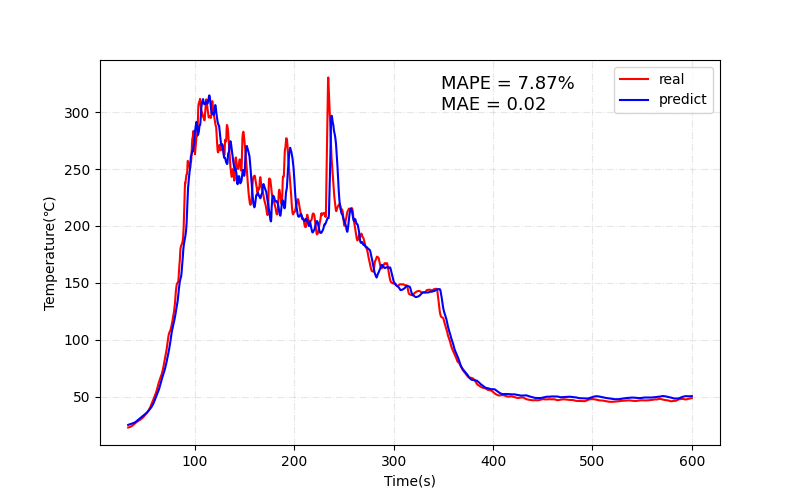 MAPE = 7.87%
MAE = 0.02
real
predict
Temperature(℃)
300
250
200
150
100
50
100 200 300 400 500 600
Time(s)